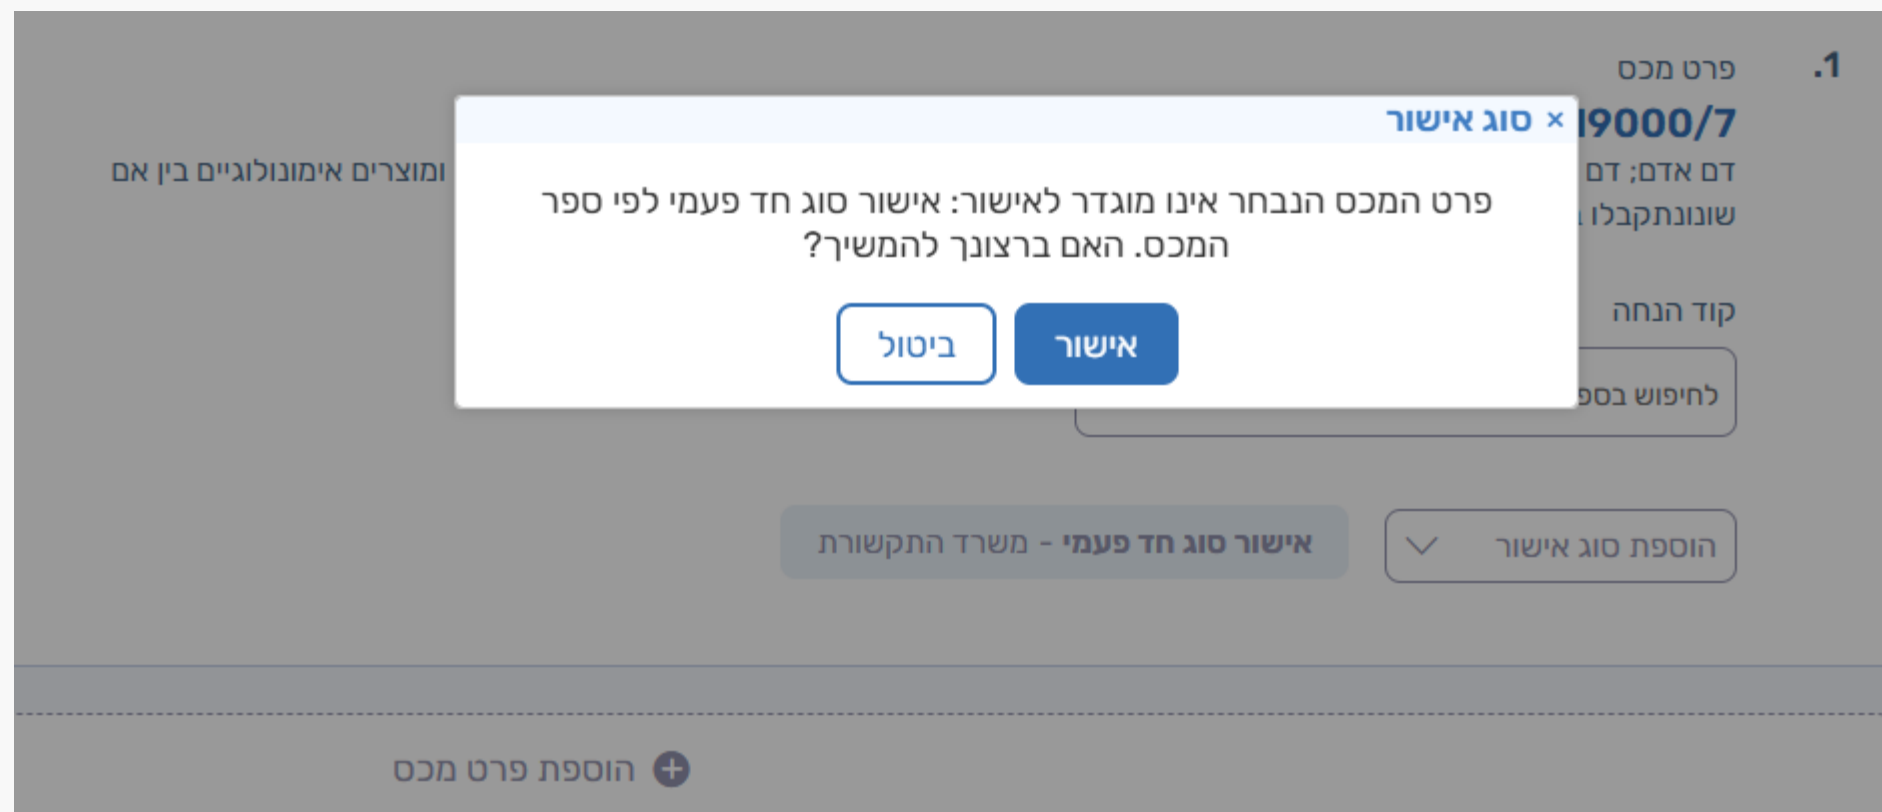 1.
פרט מכס
9000/7
דם אדם; דם
ומוצרים אימונולוגיים בין אם
שונונתקבלו
סוג אישור ×
פרט המכס הנבחר אינו מוגדר לאישור: אישור סוג חד פעמי לפי ספר
המכס. האם ברצונך להמשיך?
אישור
ביטול
קוד הנחה
לחיפוש בספ
הוספת סוג אישור
אישור סוג חד פעמי - משרד התקשורת
הוספת פרט מכס